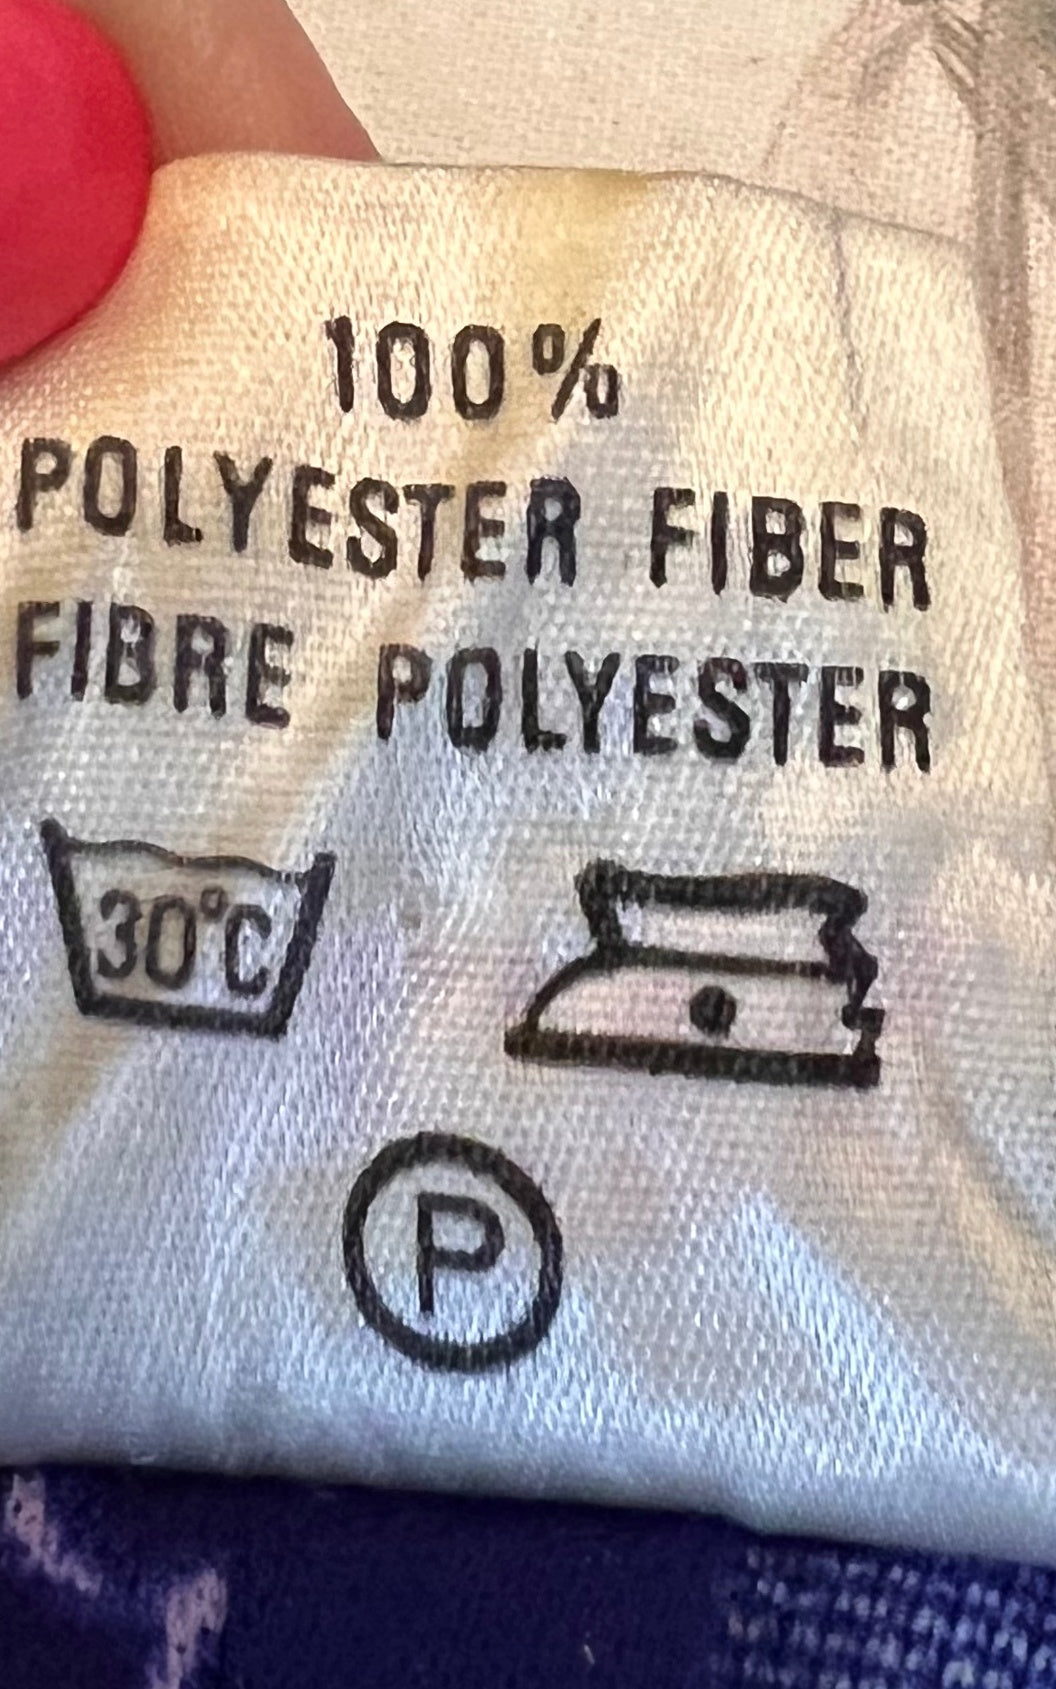 100%
POLYESTER FIBER
FIBRE POLYESTER
30°C
P